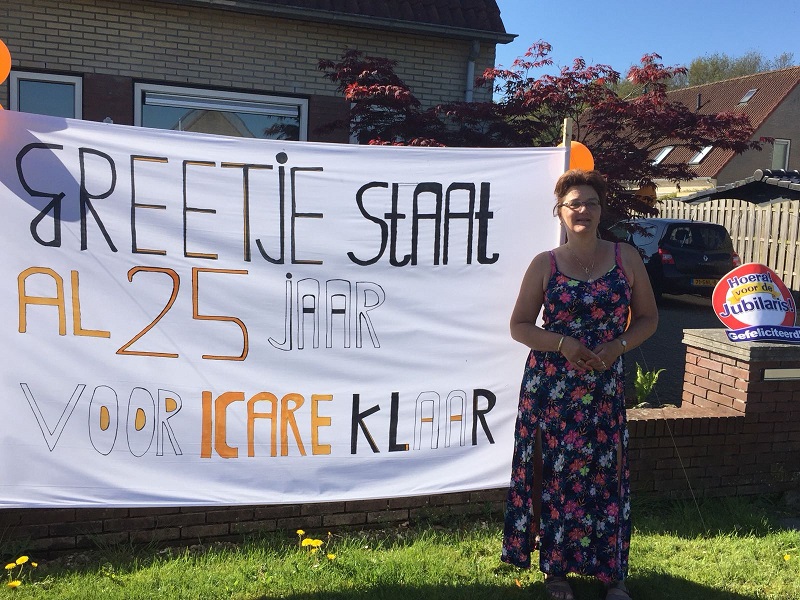 GREETJE StAAt
AL 25 jAAR
VOOR ICARE KLAAR
Hoera!
voor de
Jubilaris!
Gefeliciteerd!